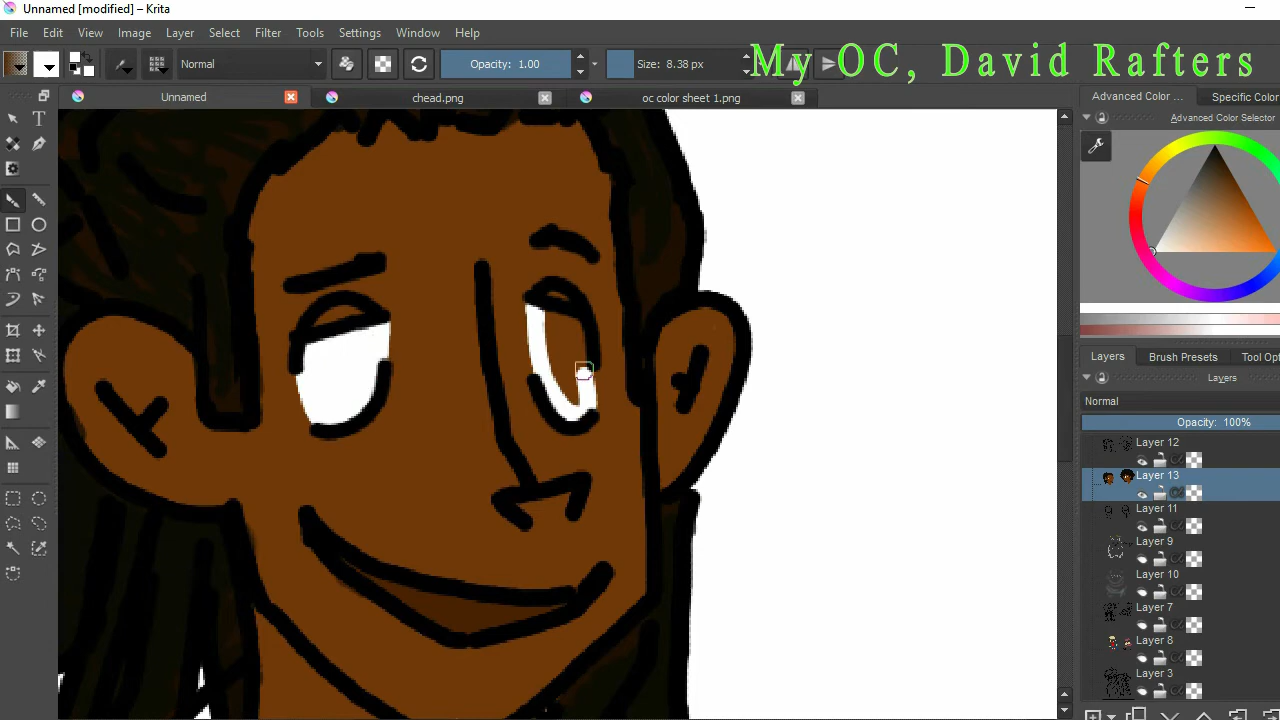 Unnamed [modified] – Krita
File Edit View Image Layer Select Filter Tools Settings Window Help
Normal Opacity: 1.00 Size: 8.38 px
My OC, David Rafters
Unnamed chead.png oc color sheet 1.png
Advanced Color ... Specific Color
Advanced Color Selector
Layers Brush Presets Tool Opt
Layers
Normal
Opacity: 100%
Layer 12
Layer 13
Layer 11
Layer 9
Layer 10
Layer 7
Layer 8
Layer 3